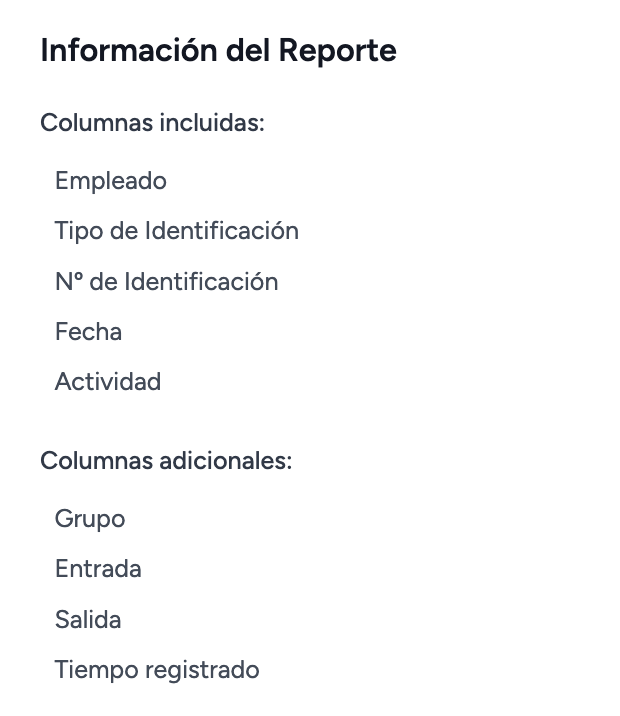 Información del Reporte
Columnas incluidas:
Empleado
Tipo de Identificación
Nº de Identificación
Fecha
Actividad
Columnas adicionales:
Grupo
Entrada
Salida
Tiempo registrado